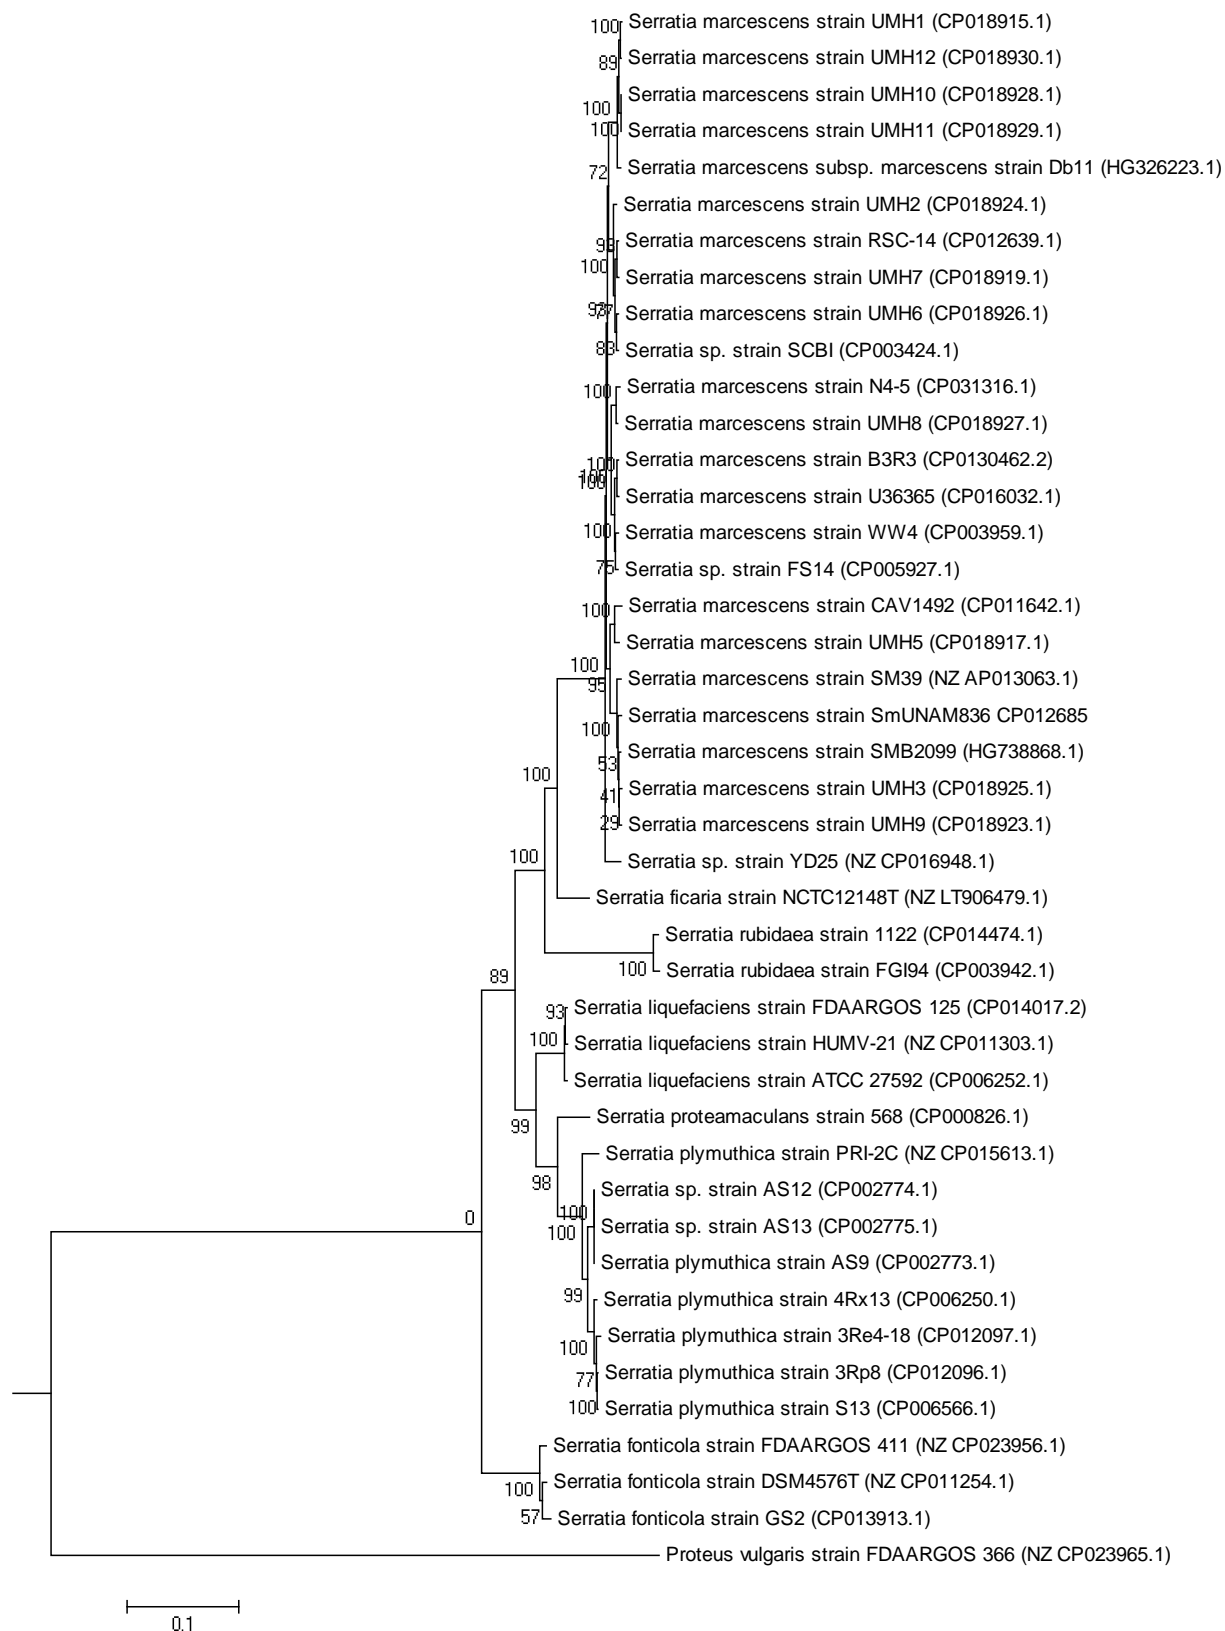 100 Serratia marcescens strain UMH1 (CP018915.1)
89 Serratia marcescens strain UMH12 (CP018930.1)
Serratia marcescens strain UMH10 (CP018928.1)
100
100 Serratia marcescens strain UMH11 (CP018929.1)
72 Serratia marcescens subsp. marcescens strain Db11 (HG326223.1)
Serratia marcescens strain UMH2 (CP018924.1)
Serratia marcescens strain RSC-14 (CP012639.1)
100 Serratia marcescens strain UMH7 (CP018919.1)
Serratia marcescens strain UMH6 (CP018926.1)
83 Serratia sp. strain SCBI (CP003424.1)
100 Serratia marcescens strain N4-5 (CP031316.1)
Serratia marcescens strain UMH8 (CP018927.1)
100 Serratia marcescens strain B3R3 (CP0130462.2)
100 Serratia marcescens strain U36365 (CP016032.1)
100 Serratia marcescens strain WW4 (CP003959.1)
75 Serratia sp. strain FS14 (CP005927.1)
100 Serratia marcescens strain CAV1492 (CP011642.1)
Serratia marcescens strain UMH5 (CP018917.1)
100
95 Serratia marcescens strain SM39 (NZ AP013063.1)
100 Serratia marcescens strain SmUNAM836 CP012685
53 Serratia marcescens strain SMB2099 (HG738868.1)
100
41 Serratia marcescens strain UMH3 (CP018925.1)
29 Serratia marcescens strain UMH9 (CP018923.1)
100 Serratia sp. strain YD25 (NZ CP016948.1)
Serratia ficaria strain NCTC12148T (NZ LT906479.1)
Serratia rubidaea strain 1122 (CP014474.1)
100 Serratia rubidaea strain FGI94 (CP003942.1)
89
93 Serratia liquefaciens strain FDAARGOS 125 (CP014017.2)
100 Serratia liquefaciens strain HUMV-21 (NZ CP011303.1)
Serratia liquefaciens strain ATCC 27592 (CP006252.1)
99 Serratia proteamaculans strain 568 (CP000826.1)
Serratia plymuthica strain PRI-2C (NZ CP015613.1)
98 Serratia sp. strain AS12 (CP002774.1)
0
100
100 Serratia sp. strain AS13 (CP002775.1)
Serratia plymuthica strain AS9 (CP002773.1)
99 Serratia plymuthica strain 4Rx13 (CP006250.1)
100 Serratia plymuthica strain 3Re4-18 (CP012097.1)
77 Serratia plymuthica strain 3Rp8 (CP012096.1)
100 Serratia plymuthica strain S13 (CP006566.1)
Serratia fonticola strain FDAARGOS 411 (NZ CP023956.1)
100 Serratia fonticola strain DSM4576T (NZ CP011254.1)
57 Serratia fonticola strain GS2 (CP013913.1)
Proteus vulgaris strain FDAARGOS 366 (NZ CP023965.1)
0.1